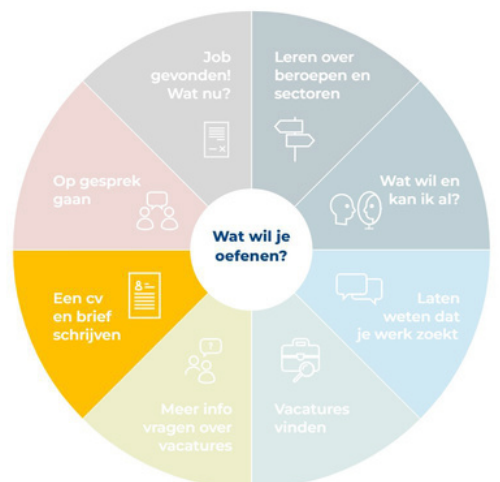 Job
gevonden!
Wat nu?
Leren over
beroepen en
sectoren
Op gesprek
gaan
Wat wil en
kan ik al?
Wat wil je
oefenen?
Een cv
en brief
schrijven
Laten
weten dat
je werk zoekt
Meer info
vragen over
vacatures
Vacatures
vinden